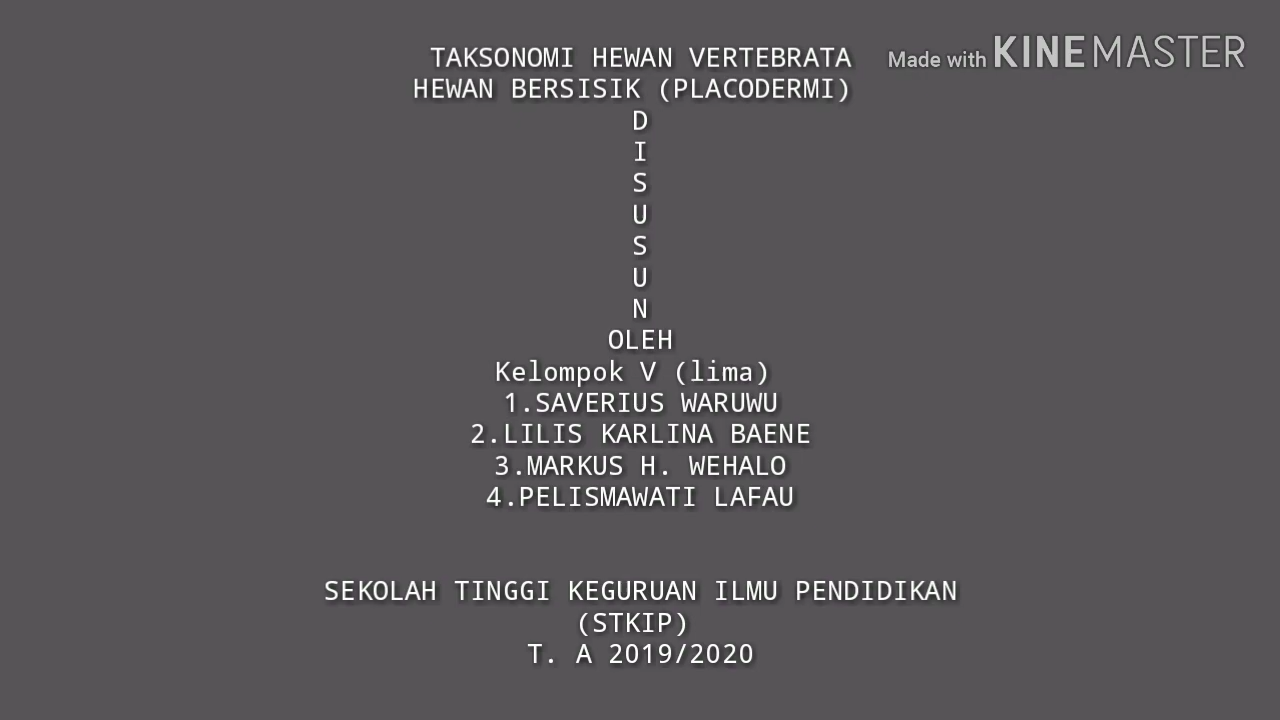 TAKSONOMI HEWAN VERTEBRATA
Made with KINEMASTER
HEWAN BERSISIK (PLACODERMI)
D
I
S
U
S
U
N
OLEH
Kelompok V (lima)
1.SAVERIUS WARUWU
2.LILIS KARLINA BAENE
3.MARKUS H. WEHALO
4.PELISMAWATI LAFAU
SEKOLAH TINGGI KEGURUAN ILMU PENDIDIKAN
(STKIP)
T. A 2019/2020